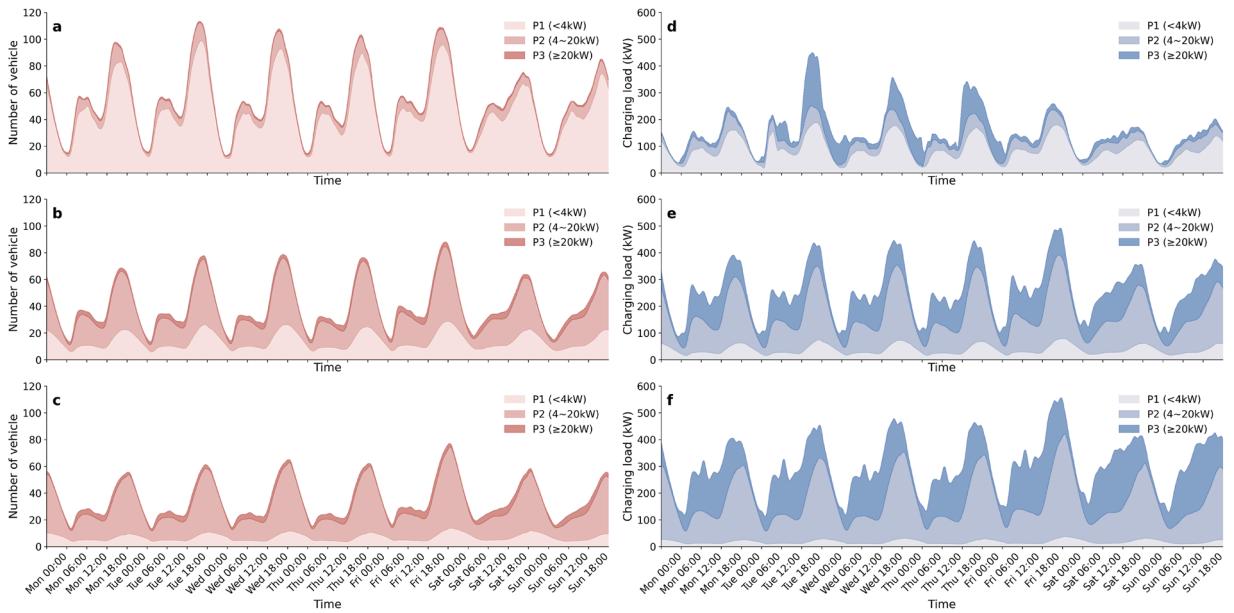 a
Number of vehicle
120
100
80
60
40
20
0
P1 (<4kW)
P2 (4~20kW)
P3 (≥20kW)
Time
d
Charging load (kW)
600
500
400
300
200
100
0
P1 (<4kW)
P2 (4~20kW)
P3 (≥20kW)
Time
b
Number of vehicle
120
100
80
60
40
20
0
P1 (<4kW)
P2 (4~20kW)
P3 (≥20kW)
Time
e
Charging load (kW)
600
500
400
300
200
100
0
P1 (<4kW)
P2 (4~20kW)
P3 (≥20kW)
Time
c
Number of vehicle
120
100
80
60
40
20
0
P1 (<4kW)
P2 (4~20kW)
P3 (≥20kW)
Mon 00:00
Mon 06:00
Mon 12:00
Mon 18:00
Tue 00:00
Tue 06:00
Tue 12:00
Tue 18:00
Wed 00:00
Wed 06:00
Wed 12:00
Wed 18:00
Thu 00:00
Thu 06:00
Thu 12:00
Thu 18:00
Fri 00:00
Fri 06:00
Fri 12:00
Fri 18:00
Sat 00:00
Sat 06:00
Sat 12:00
Sat 18:00
Sun 00:00
Sun 06:00
Sun 12:00
Sun 18:00
Time
f
Charging load (kW)
600
500
400
300
200
100
0
P1 (<4kW)
P2 (4~20kW)
P3 (≥20kW)
Mon 00:00
Mon 06:00
Mon 12:00
Mon 18:00
Tue 00:00
Tue 06:00
Tue 12:00
Tue 18:00
Wed 00:00
Wed 06:00
Wed 12:00
Wed 18:00
Thu 00:00
Thu 06:00
Thu 12:00
Thu 18:00
Fri 00:00
Fri 06:00
Fri 12:00
Fri 18:00
Sat 00:00
Sat 06:00
Sat 12:00
Sat 18:00
Sun 00:00
Sun 06:00
Sun 12:00
Sun 18:00
Time